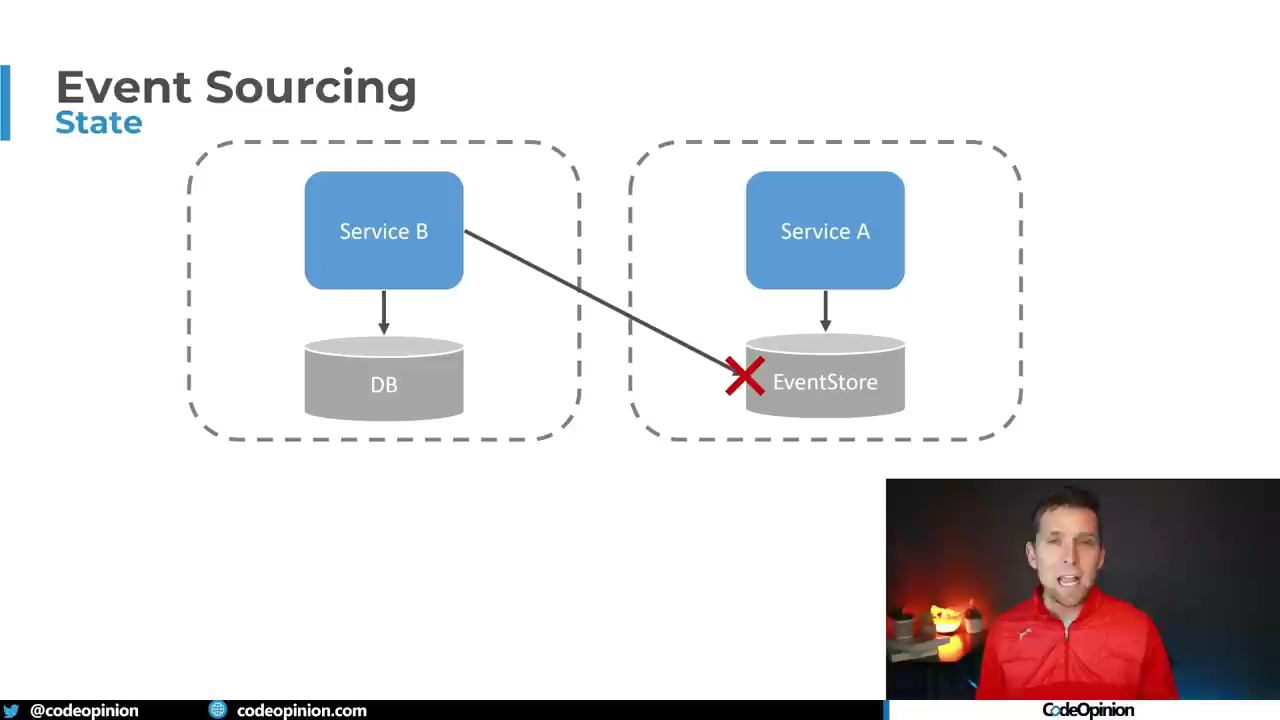 Event Sourcing
State
Service B
Service A
DB
EventStore
@codeopinion
codeopinion.com
CodeOpinion